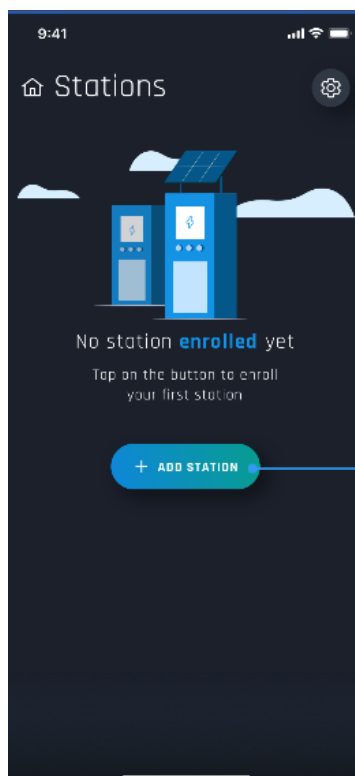 9:41
Stations
No station enrolled yet
Tap on the button to enroll
your first station
+ ADD STATION